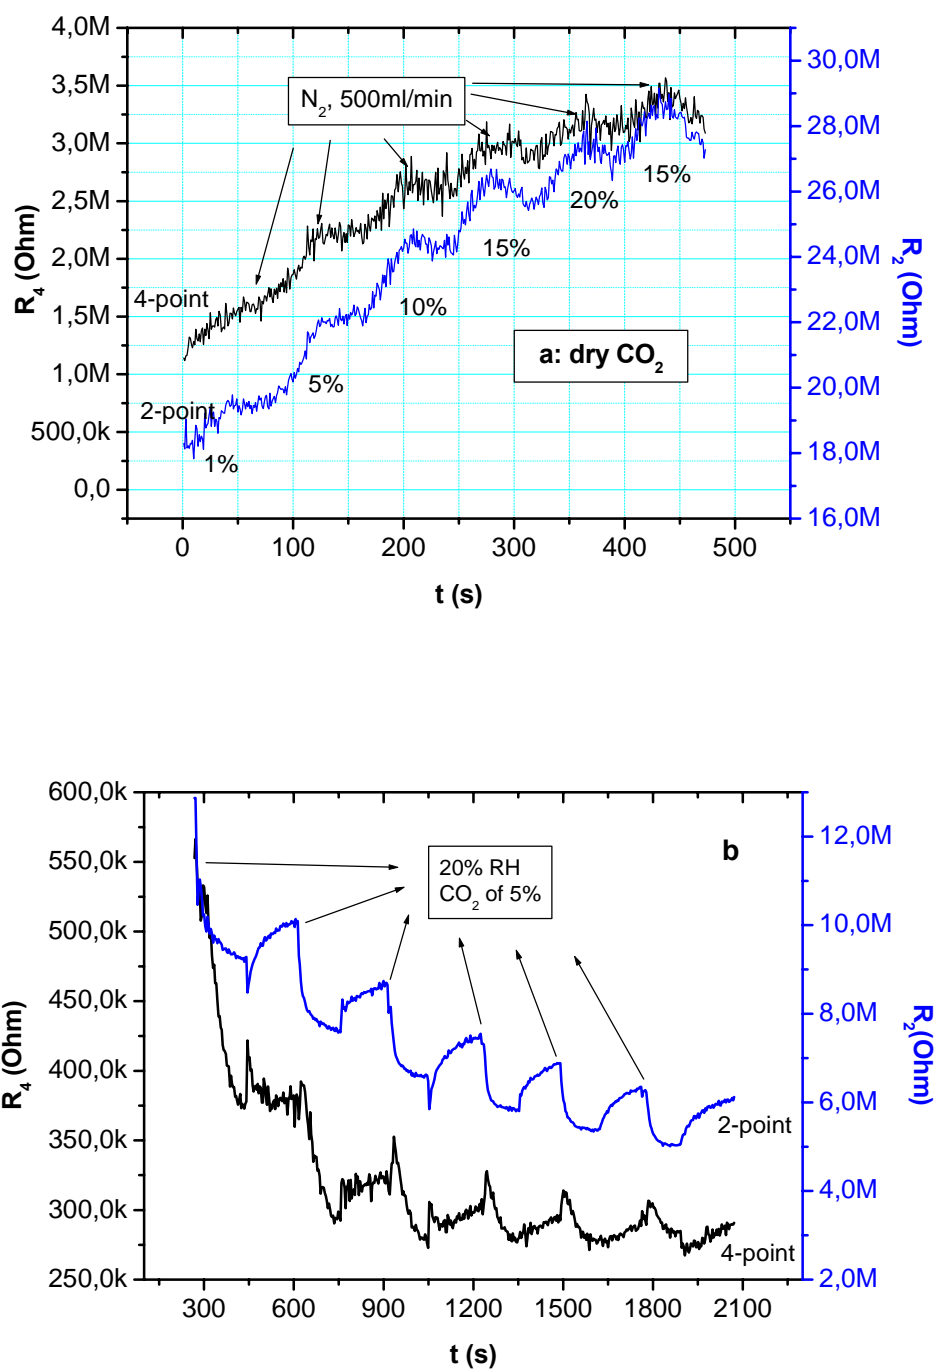 4,0M
3,5M
3,0M
2,5M
2,0M
1,5M
1,0M
500,0k
0,0
R4 (Ohm)
30,0M
28,0M
26,0M
24,0M
22,0M
20,0M
18,0M
16,0M
R2 (Ohm)
N2, 500ml/min
4-point
2-point
1%
5%
10%
15%
20%
15%
a: dry CO2
0 100 200 300 400 500
t (s)
600,0k
550,0k
500,0k
450,0k
400,0k
350,0k
300,0k
250,0k
R4 (Ohm)
12,0M
10,0M
8,0M
6,0M
4,0M
2,0M
R2(Ohm)
b
20% RH
CO2 of 5%
2-point
4-point
300 600 900 1200 1500 1800 2100
t (s)